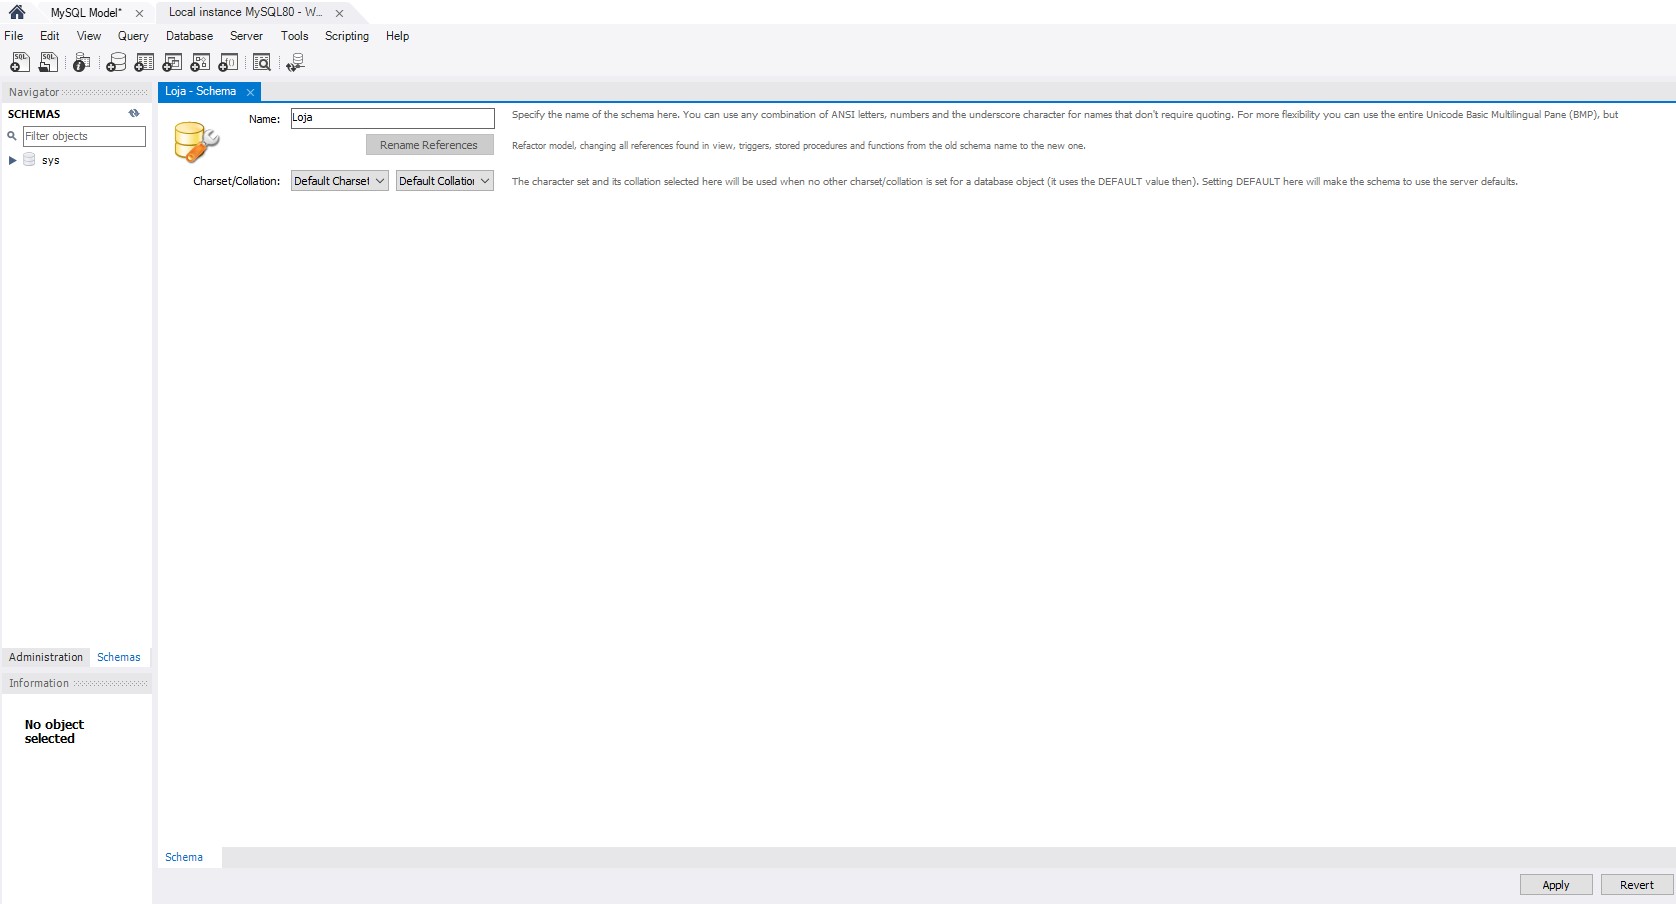 MySQL Model*
Local instance MySQL80 - W...
File Edit View Query Database Server Tools Scripting Help
Navigator
SCHEMAS
Filter objects
sys
Loja - Schema
Name: Loja
Specify the name of the schema here. You can use any combination of ANSI letters, numbers and the underscore character for names that don't require quoting. For more flexibility you can use the entire Unicode Basic Multilingual Pane (BMP), but
Rename References
Refactor model, changing all references found in view, triggers, stored procedures and functions from the old schema name to the new one.
Charset/Collation: Default Charset Default Collation
The character set and its collation selected here will be used when no other charset/collation is set for a database object (it uses the DEFAULT value then). Setting DEFAULT here will make the schema to use the server defaults.
Administration Schemas
Information
No object
selected
Schema
Apply Revert